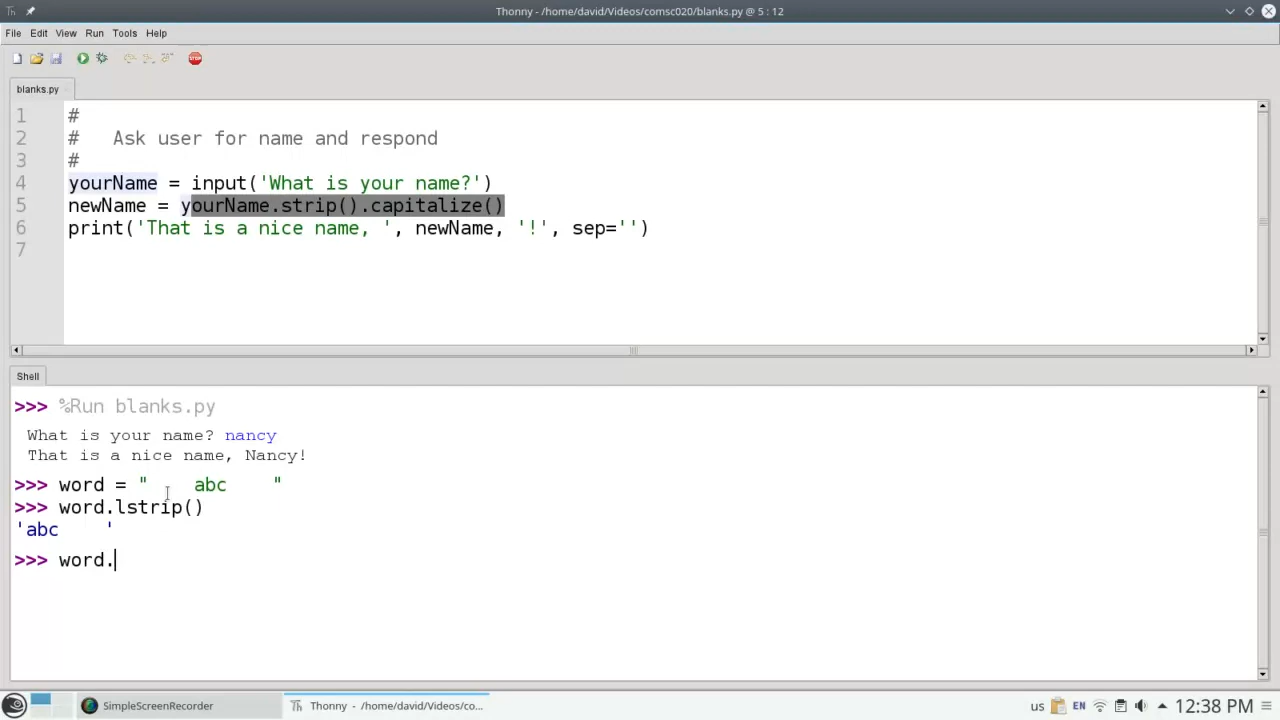 Thonny - /home/david/Videos/comsc020/blanks.py @ 5 : 12
File Edit View Run Tools Help
STOP
blanks.py
1 #
2 #   Ask user for name and respond
3 #
4 yourName = input('What is your name?')
5 newName = yourName.strip().capitalize()
6 print('That is a nice name, ', newName, '!', sep='')
7
Shell
>>> %Run blanks.py
What is your name? nancy
That is a nice name, Nancy!
>>> word = "    abc    "
>>> word.lstrip()
'abc    '
>>> word.
SimpleScreenRecorder Th Thonny - /home/david/Videos/co... us EN 12:38 PM